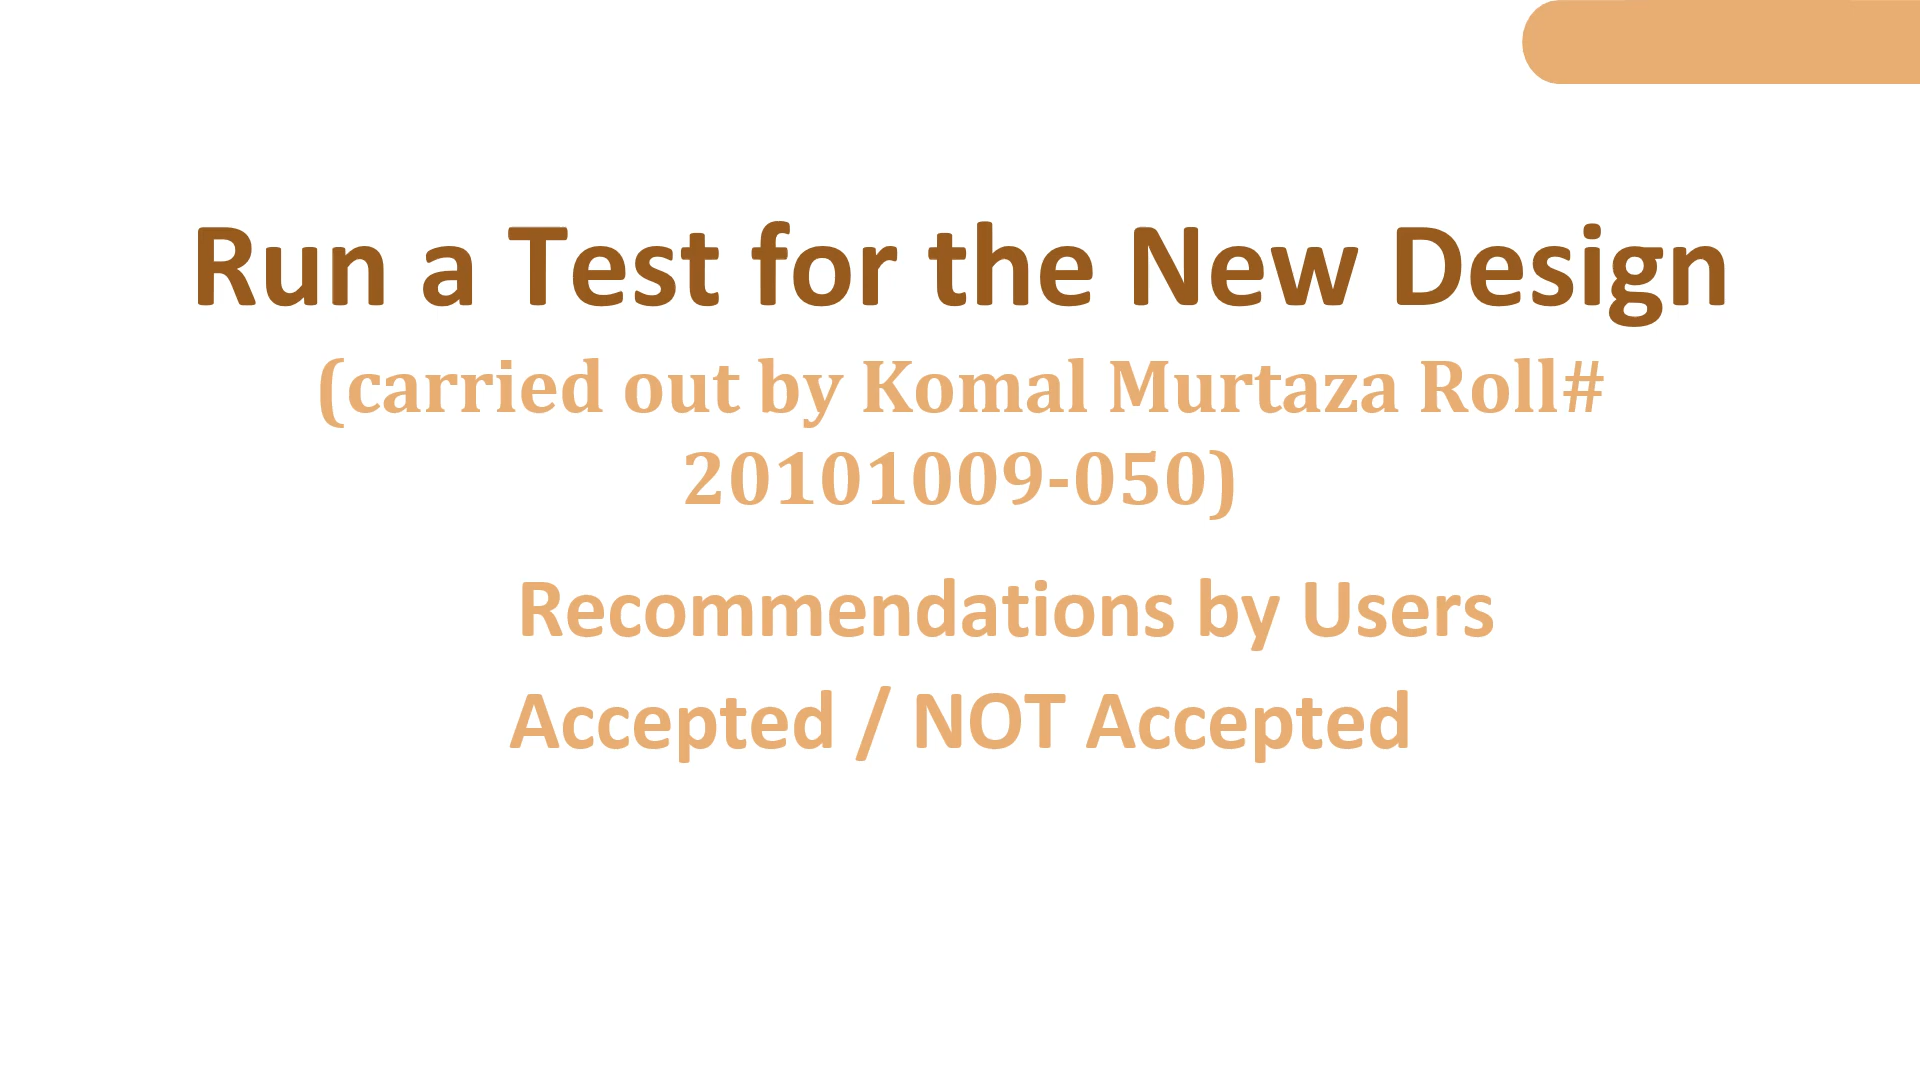 Run a Test for the New Design
(carried out by Komal Murtaza Roll#
20101009-050)
Recommendations by Users
Accepted / NOT Accepted